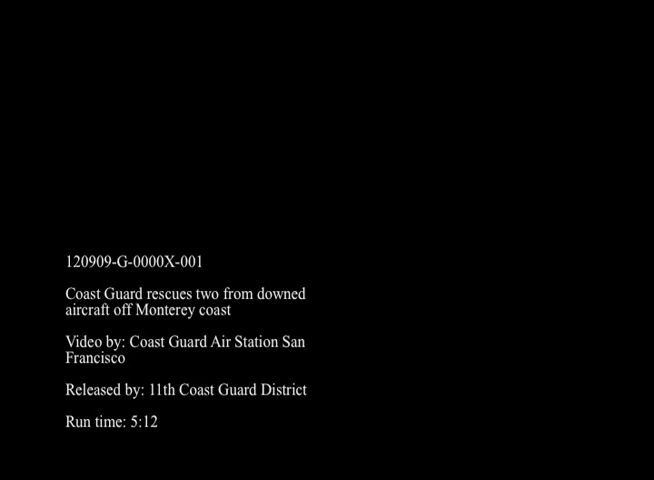 120909-G-0000X-001
Coast Guard rescues two from downed
aircraft off Monterey coast
Video by: Coast Guard Air Station San
Francisco
Released by: 11th Coast Guard District
Run time: 5:12